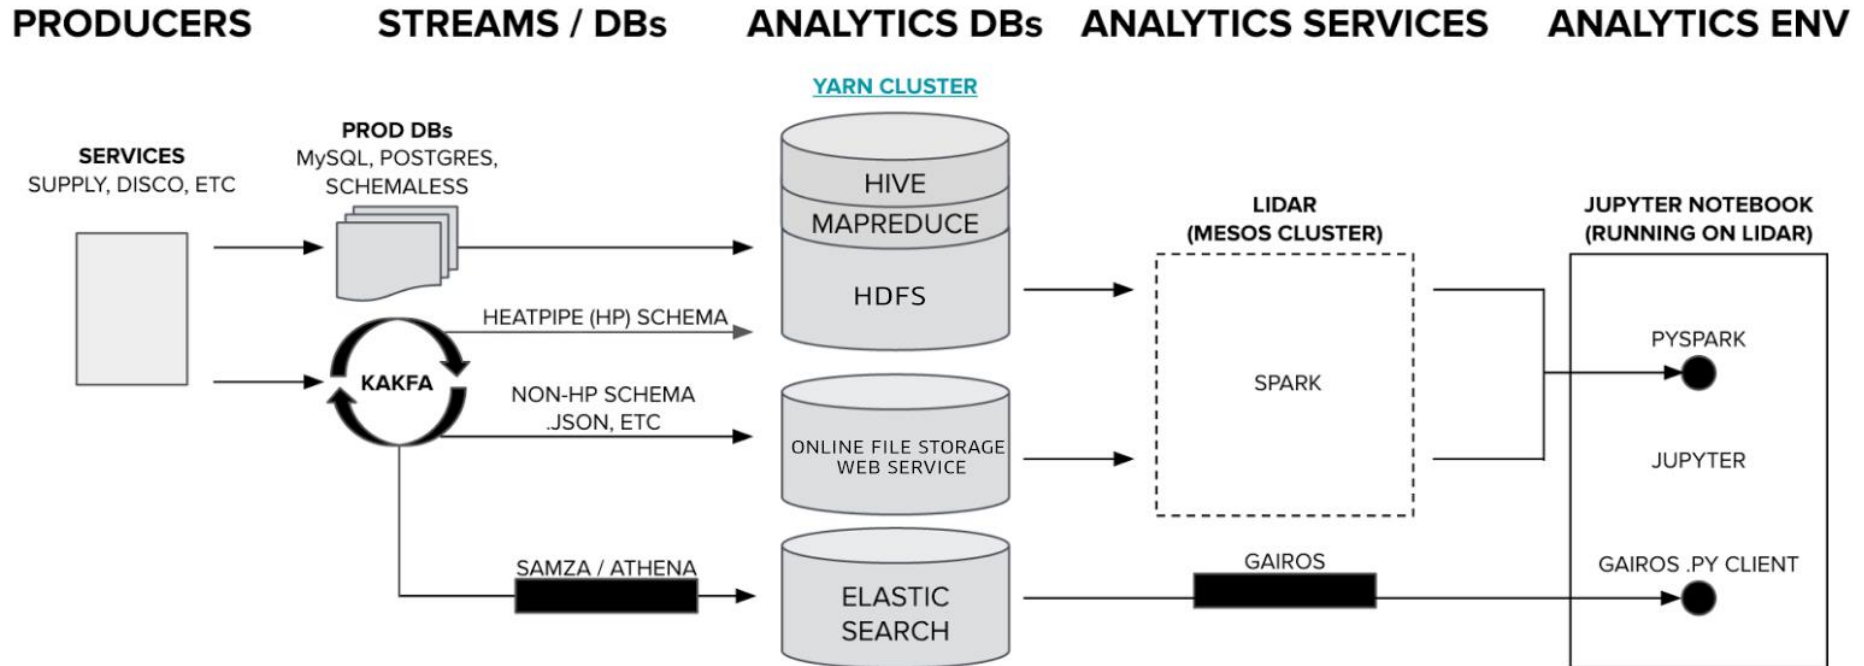 PRODUCERS
STREAMS / DBs
ANALYTICS DBs
ANALYTICS SERVICES
ANALYTICS ENV
SERVICES
SUPPLY, DISCO, ETC
PROD DBs
MySQL, POSTGRES,
SCHEMALESS
HEATPIPE (HP) SCHEMA
KAKFA
NON-HP SCHEMA
.JSON, ETC
SAMZA / ATHENA
YARN CLUSTER
HIVE
MAPREDUCE
HDFS
ONLINE FILE STORAGE
WEB SERVICE
ELASTIC
SEARCH
LIDAR
(MESOS CLUSTER)
SPARK
GAIROS
JUPYTER NOTEBOOK
(RUNNING ON LIDAR)
PYSPARK
JUPYTER
GAIROS .PY CLIENT